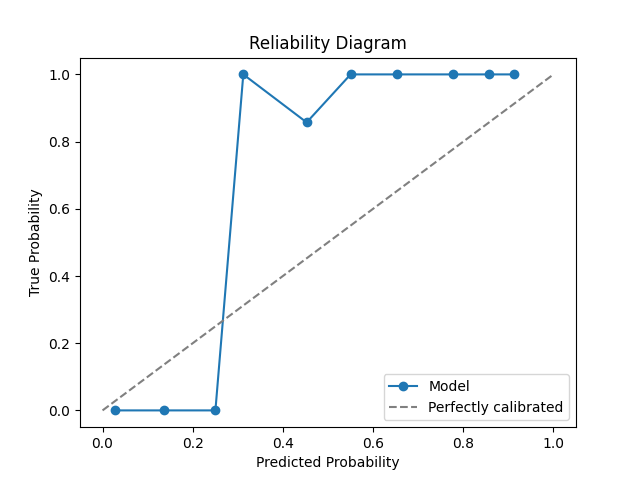 Reliability Diagram
True Probability
1.0
0.8
0.6
0.4
0.2
0.0
0.0 0.2 0.4 0.6 0.8 1.0
Predicted Probability
Model
Perfectly calibrated